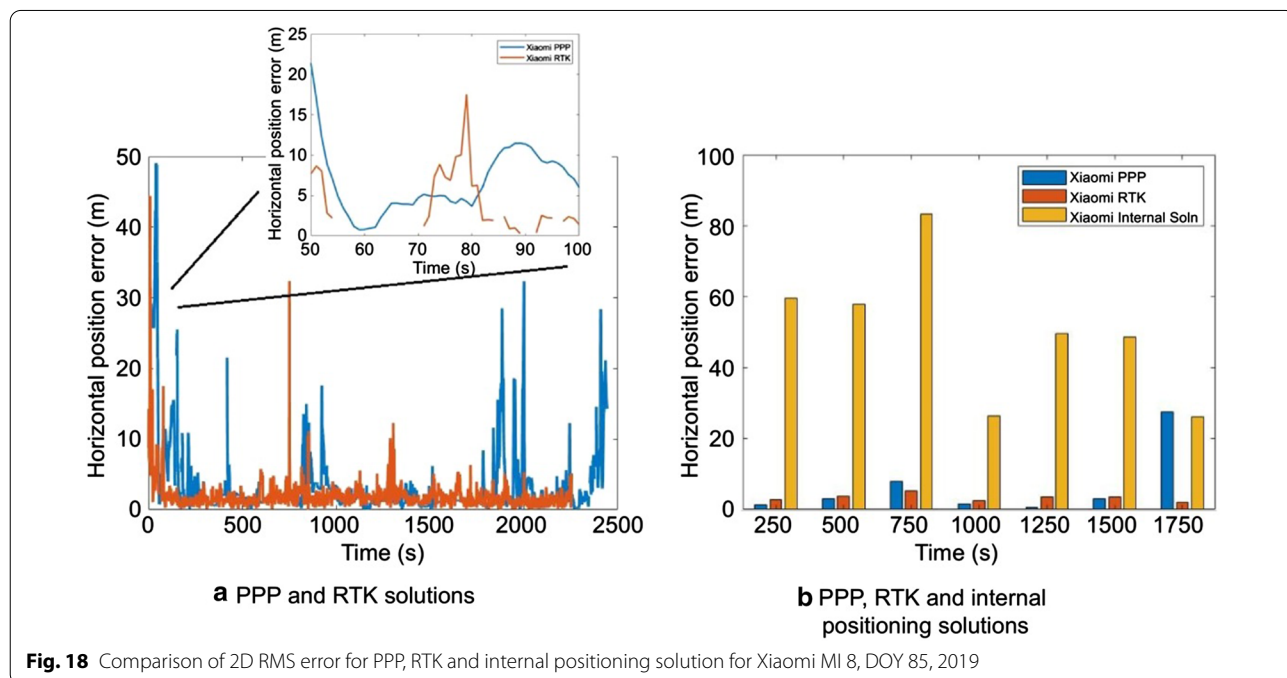 25
20
15
10
5
0
Horizontal position error (m)
50 60 70 80 90 100
Time (s)
Xiaomi PPP
Xiaomi RTK
50
40
30
20
10
0
Horizontal position error (m)
0 500 1000 1500 2000 2500
Time (s)
a PPP and RTK solutions
100
80
60
40
20
0
Horizontal position error (m)
Xiaomi PPP
Xiaomi RTK
Xiaomi Internal Soln
250 500 750 1000 1250 1500 1750
Time (s)
b PPP, RTK and internal
positioning solutions
Fig. 18 Comparison of 2D RMS error for PPP, RTK and internal positioning solution for Xiaomi MI 8, DOY 85, 2019